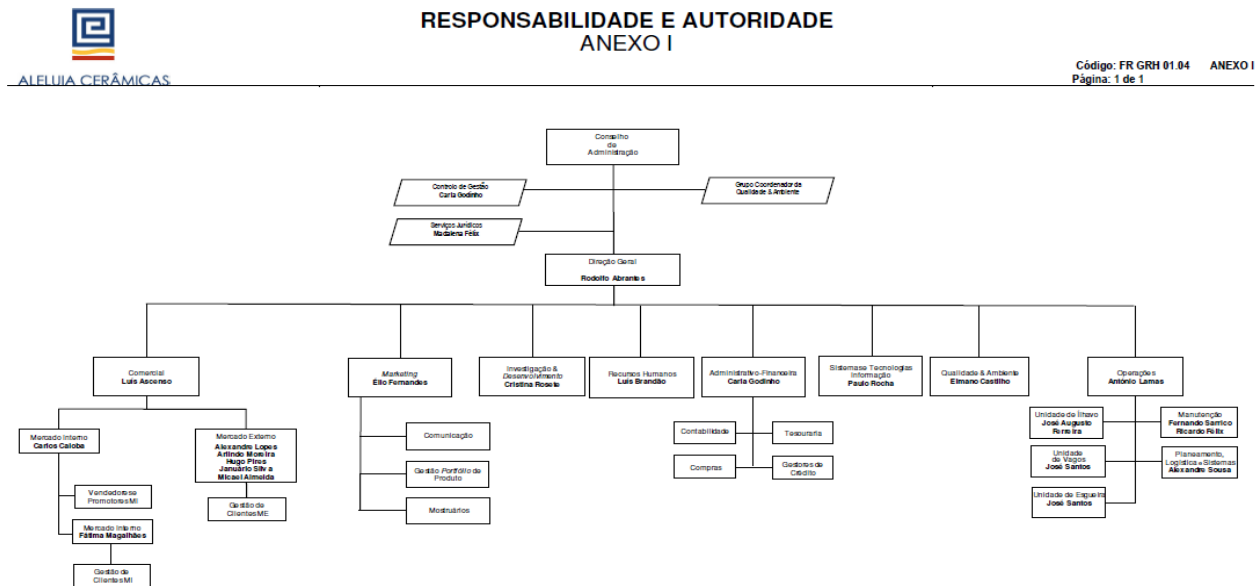 RESPONSABILIDADE E AUTORIDADE
ANEXO I
ALELUIA CERÂMICAS
Código: FR GRH 01.04 ANEXO I
Página: 1 de 1
Conselho
de
Administração
Controlo de Gestão
Carla Godinho
Grupo Coordenador da
Qualidade & Ambiente
Serviços Jurídicos
Madalena Félix
Direção Geral
Rodolfo Abrantes
Comercial
Luís Ascenso
Marketing
Élio Fernandes
Investigação &
Desenvolvimento
Cristina Rosete
Recursos Humanos
Luís Brandão
Administrativo-Financeira
Carla Godinho
Sistemas e Tecnologias
Informação
Paulo Rocha
Qualidade & Ambiente
Elmano Castilho
Operações
António Lamas
Mercado Interno
Carlos Caloba
Mercado Externo
Alexandre Lopes
Arlindo Moreira
Hugo Pires
Januário Silva
Micael Almeida
Vendedores e
Promotores MI
Mercado Interno
Fátima Magalhães
Gestão de
Clientes MI
Gestão de
Clientes ME
Comunicação
Gestão Portfólio de
Produto
Mostruários
Contabilidade
Tesouraria
Compras
Gestores de
Crédito
Unidade de Ílhavo
José Augusto
Ferreira
Manutenção
Fernando Sarrico
Ricardo Félix
Unidade
de Vagos
José Santos
Planeamento,
Logística e Sistemas
Alexandre Sousa
Unidade de Esgueira
José Santos